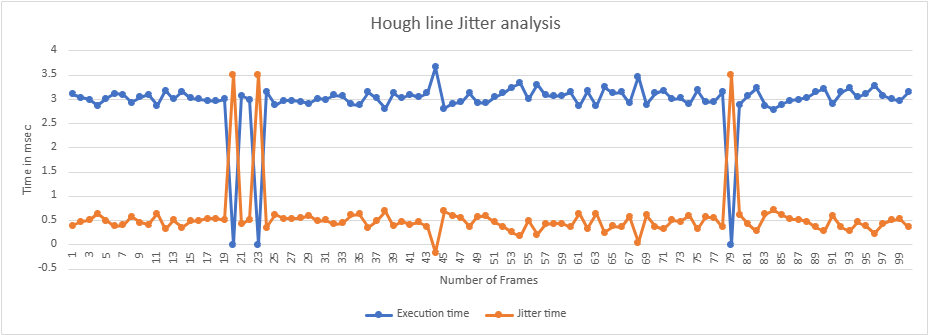 Hough line Jitter analysis
4
3.5
3
2.5
2
1.5
1
0.5
0
-0.5
Time in msec
1 3 5 7 9 11 13 15 17 19 21 23 25 27 29 31 33 35 37 39 41 43 45 47 49 51 53 55 57 59 61 63 65 67 69 71 73 75 77 79 81 83 85 87 89 91 93 95 97 99
Number of Frames
Execution time Jitter time